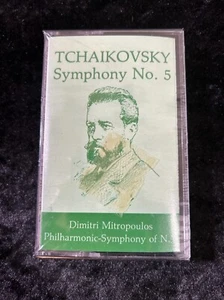 TCHAIKOVSKY
Symphony No. 5
Dimitri Mitropoulos
Philharmonic-Symphony of N.